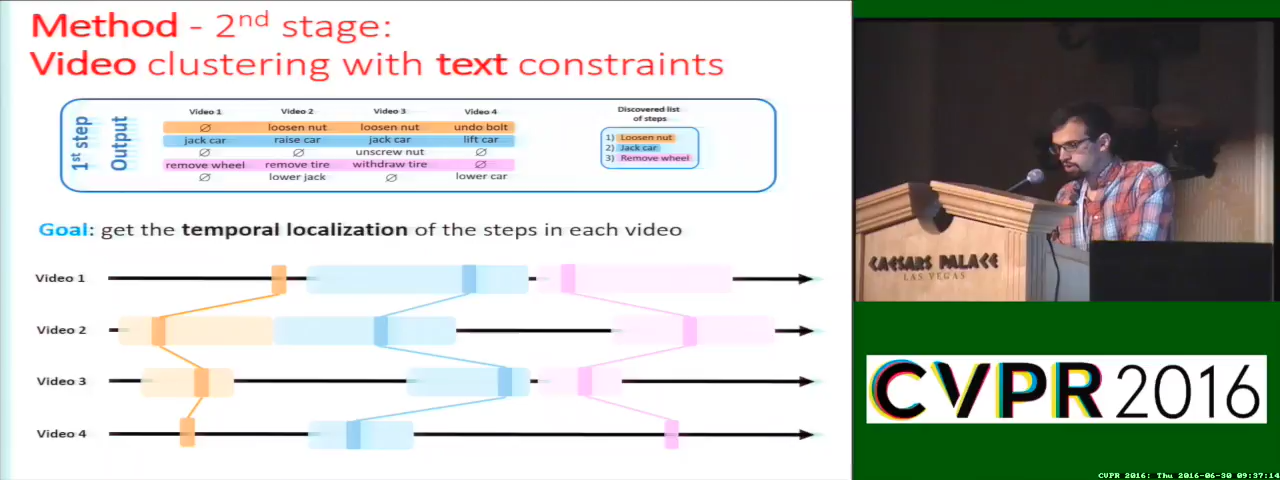 Method - 2nd stage:
Video clustering with text constraints
1st step
Output
Video 1 Video 2 Video 3 Video 4
∅ loosen nut loosen nut undo bolt
jack car raise car jack car lift car
∅ ∅ unscrew nut ∅
remove wheel remove tire withdraw tire ∅
∅ lower jack ∅ lower car
Discovered list
of steps
1) Loosen nut
2) Jack car
3) Remove wheel
Goal: get the temporal localization of the steps in each video
Video 1
Video 2
Video 3
Video 4
CAESARS PALACE
LAS VEGAS
CVPR 2016
CVPR 2016: Thu 2016-06-30 09:37:14